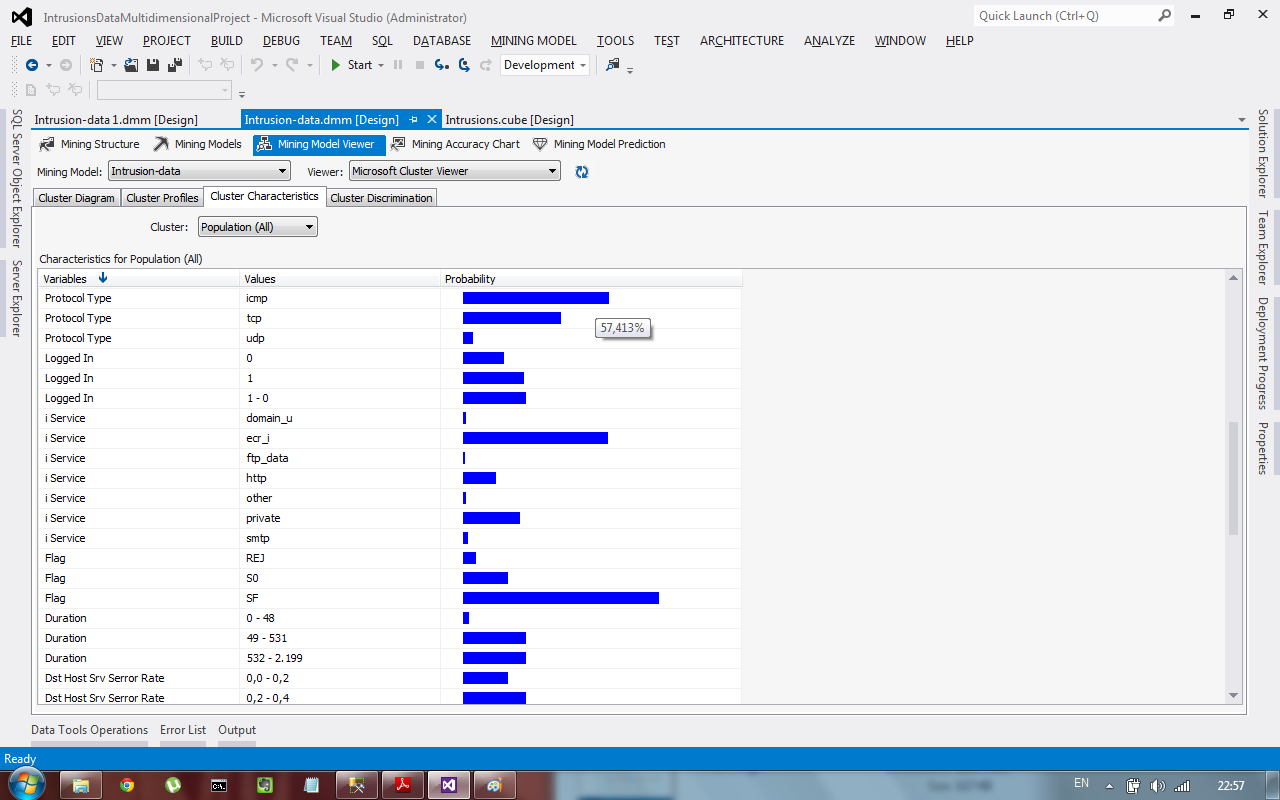 IntrusionsDataMultidimensionalProject - Microsoft Visual Studio (Administrator)
Quick Launch (Ctrl+Q)
FILE EDIT VIEW PROJECT BUILD DEBUG TEAM SQL DATABASE MINING MODEL TOOLS TEST ARCHITECTURE ANALYZE WINDOW HELP
Start Development
Intrusion-data 1.dmm [Design] Intrusion-data.dmm [Design] Intrusions.cube [Design]
Mining Structure Mining Models Mining Model Viewer Mining Accuracy Chart Mining Model Prediction
Mining Model: Intrusion-data Viewer: Microsoft Cluster Viewer
Cluster Diagram Cluster Profiles Cluster Characteristics Cluster Discrimination
Cluster: Population (All)
Characteristics for Population (All)
Variables Values Probability
Protocol Type icmp
Protocol Type tcp
57,413%
Protocol Type udp
Logged In 0
Logged In 1
Logged In 1 - 0
i Service domain_u
i Service ecr_i
i Service ftp_data
i Service http
i Service other
i Service private
i Service smtp
Flag REJ
Flag S0
Flag SF
Duration 0 - 48
Duration 49 - 531
Duration 532 - 2.199
Dst Host Srv Serror Rate 0,0 - 0,2
Dst Host Srv Serror Rate 0,2 - 0,4
SQL Server Object Explorer
Server Explorer
Solution Explorer
Team Explorer
Deployment Progress
Properties
Data Tools Operations Error List Output
Ready
EN 22:57